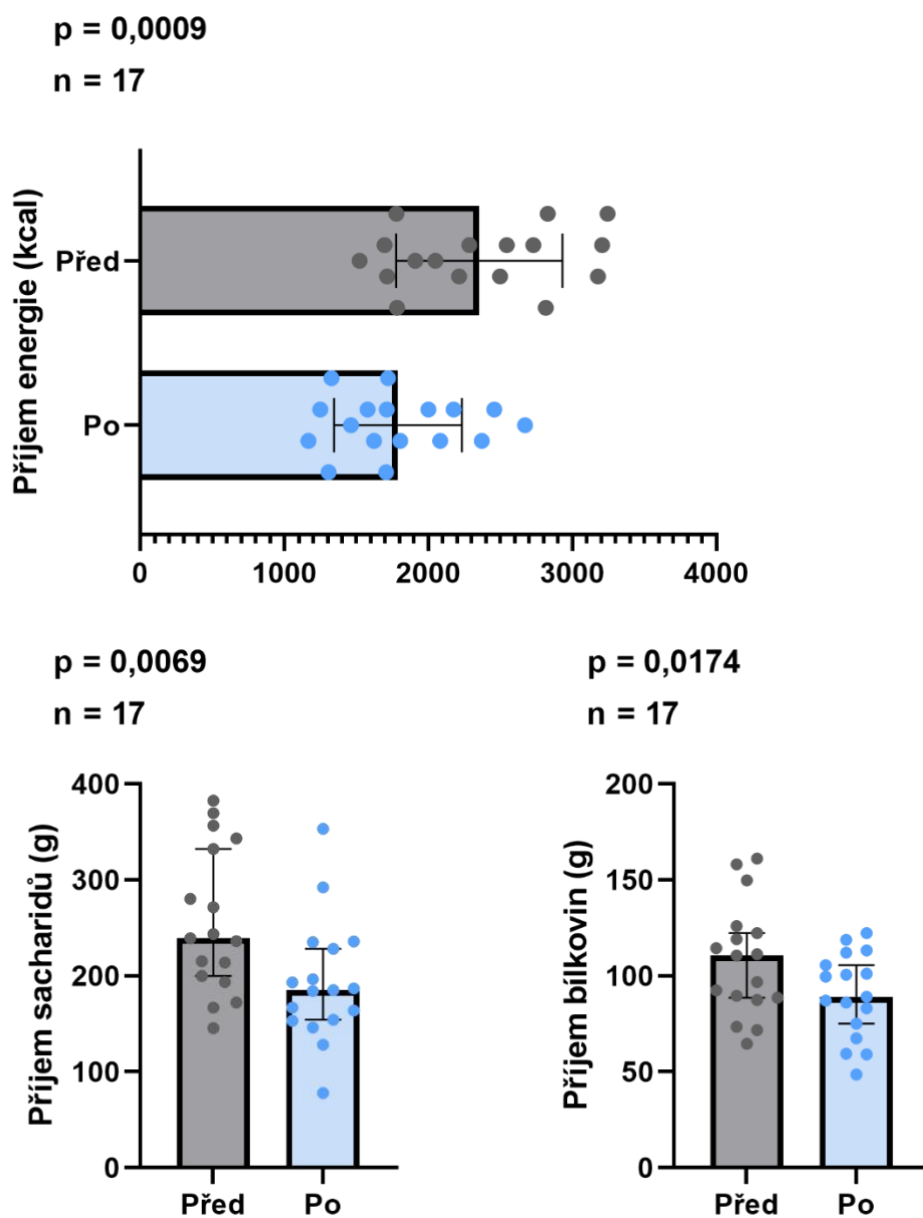 p = 0,0009
n = 17
Příjem energie (kcal)
Před
Po
0 1000 2000 3000 4000
p = 0,0069
n = 17
Příjem sacharidů (g)
400
300
200
100
0
Před Po
p = 0,0174
n = 17
Příjem bílkovin (g)
200
150
100
50
0
Před Po